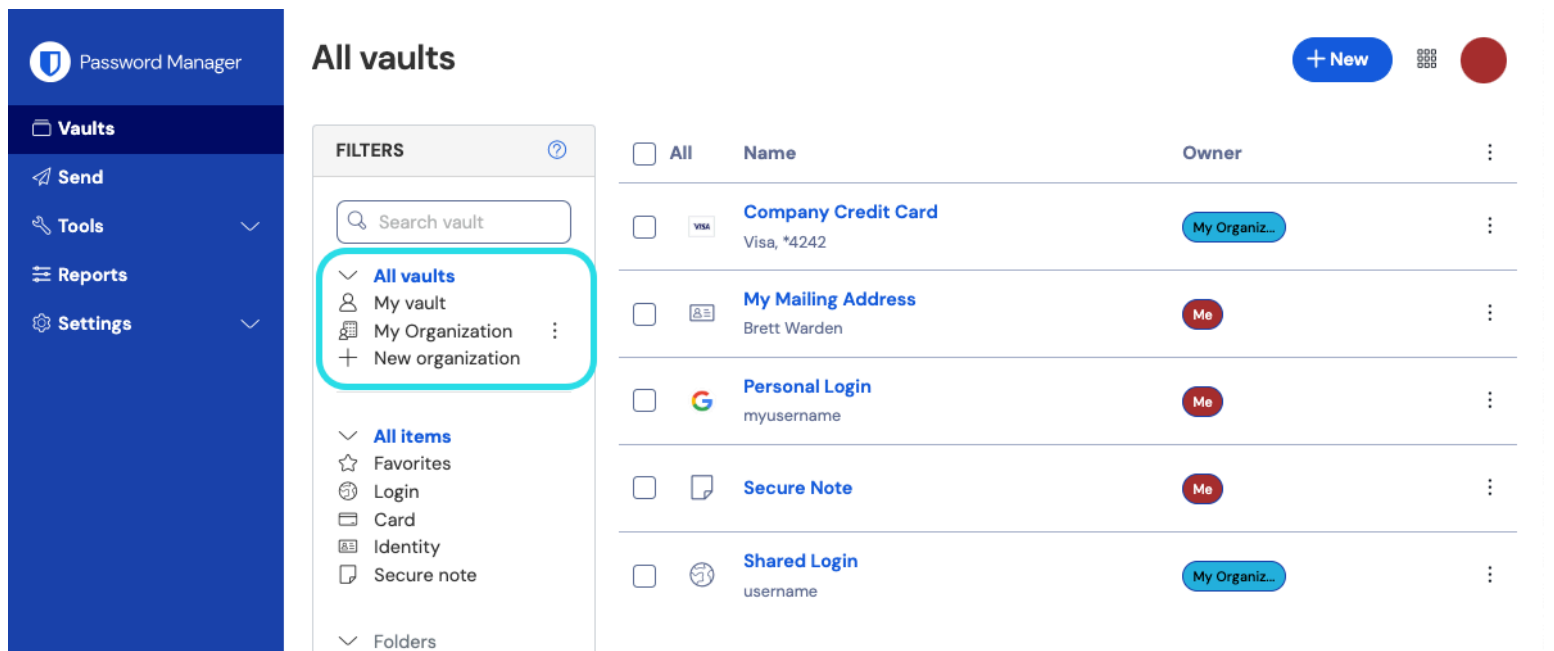 Password Manager
Vaults
Send
Tools
Reports
Settings
All vaults
New
FILTERS
Search vault
All vaults
My vault
My Organization
New organization
All items
Favorites
Login
Card
Identity
Secure note
Folders
All Name Owner
VISA
Company Credit Card
Visa, *4242
My Organiz...
My Mailing Address
Brett Warden
Me
Personal Login
myusername
Me
Secure Note
Me
Shared Login
username
My Organiz...